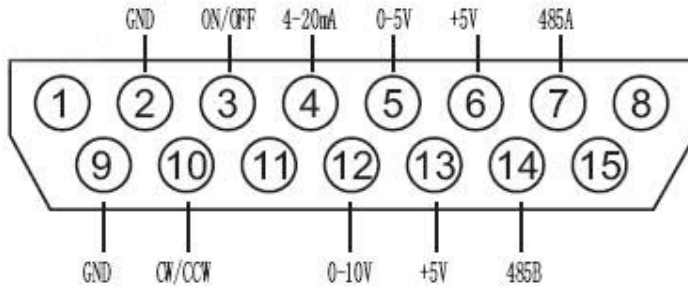 GND ON/OFF 4-20mA 0-5V +5V 485A
1 2 3 4 5 6 7 8
9 10 11 12 13 14 15
GND CW/CCW 0-10V +5V 485B